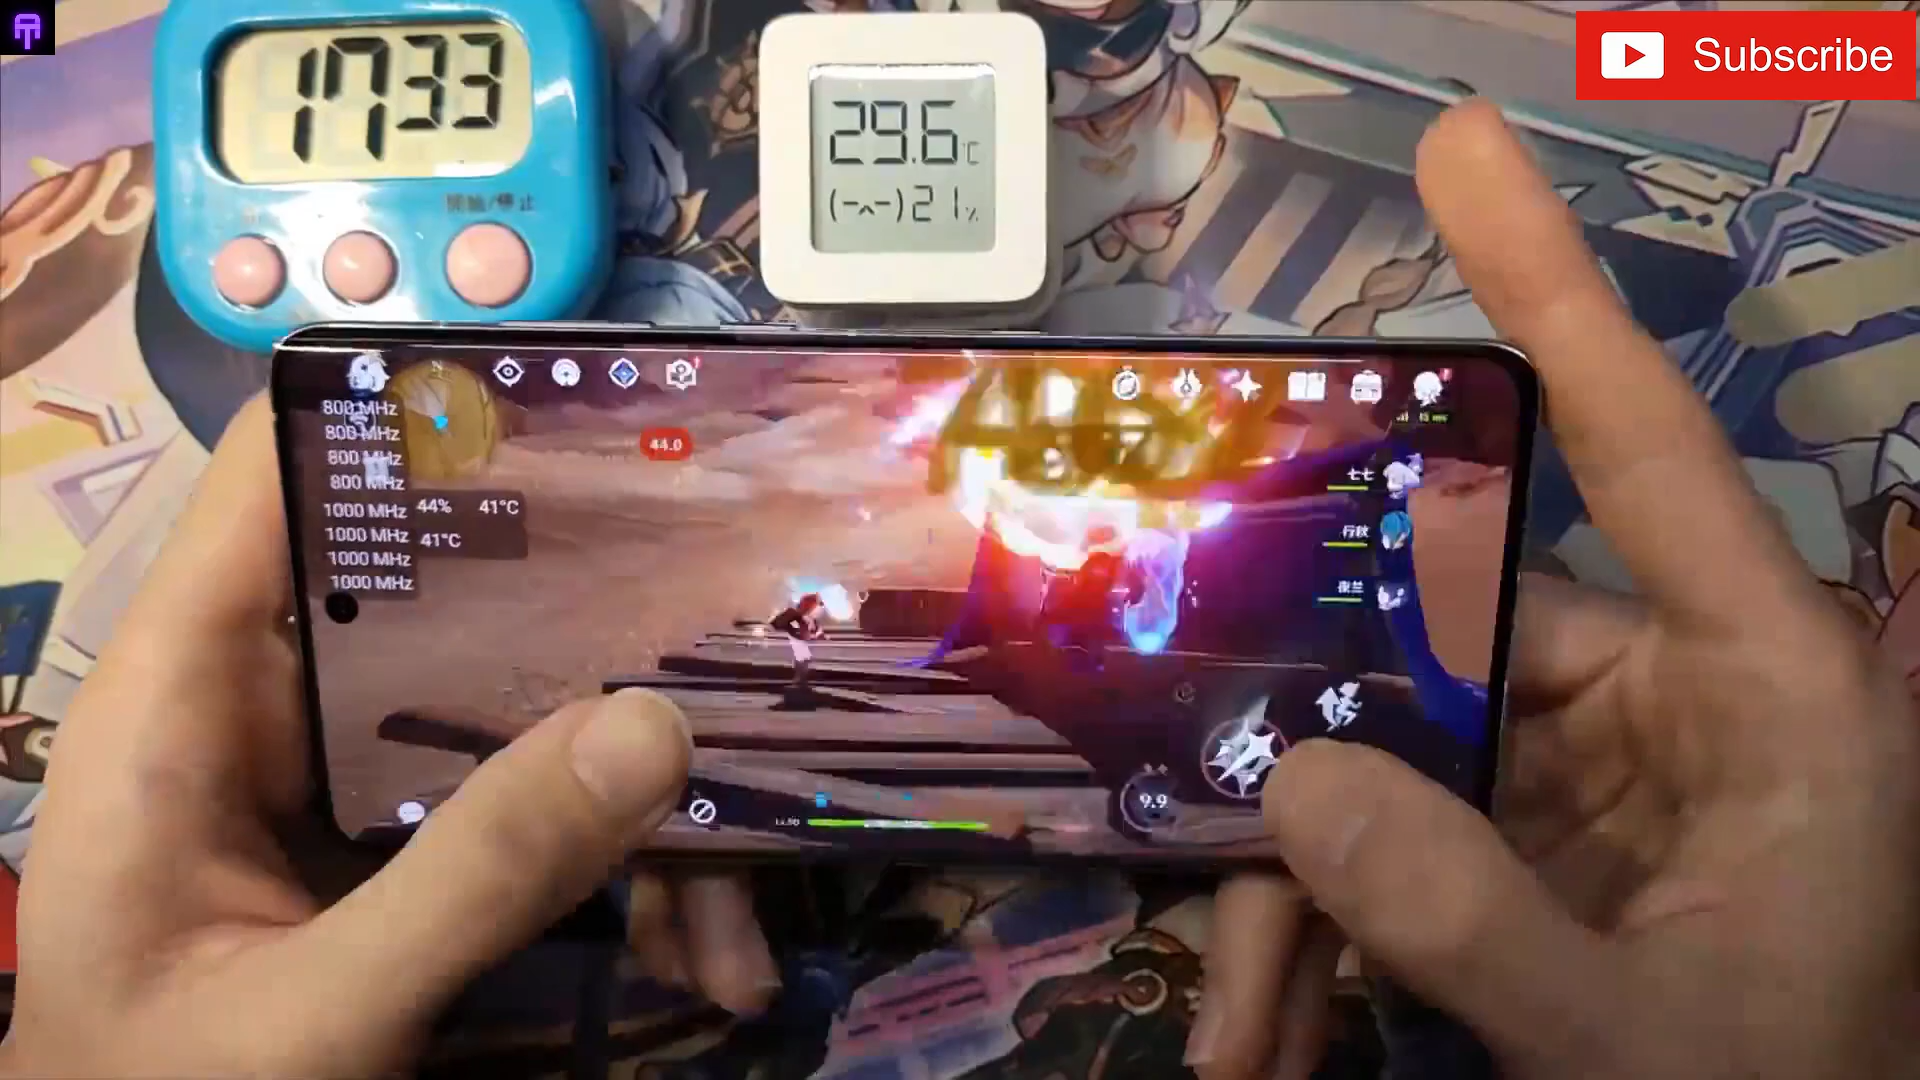 1733
29.6°C
(-^-)21%
Subscribe
開始/停止
N
800 MHz
800 MHz
800 MHz
800 MHz
1000 MHz 44% 41°C
1000 MHz 41°C
1000 MHz
1000 MHz
44.0
七七
行秋
夜兰
9.9